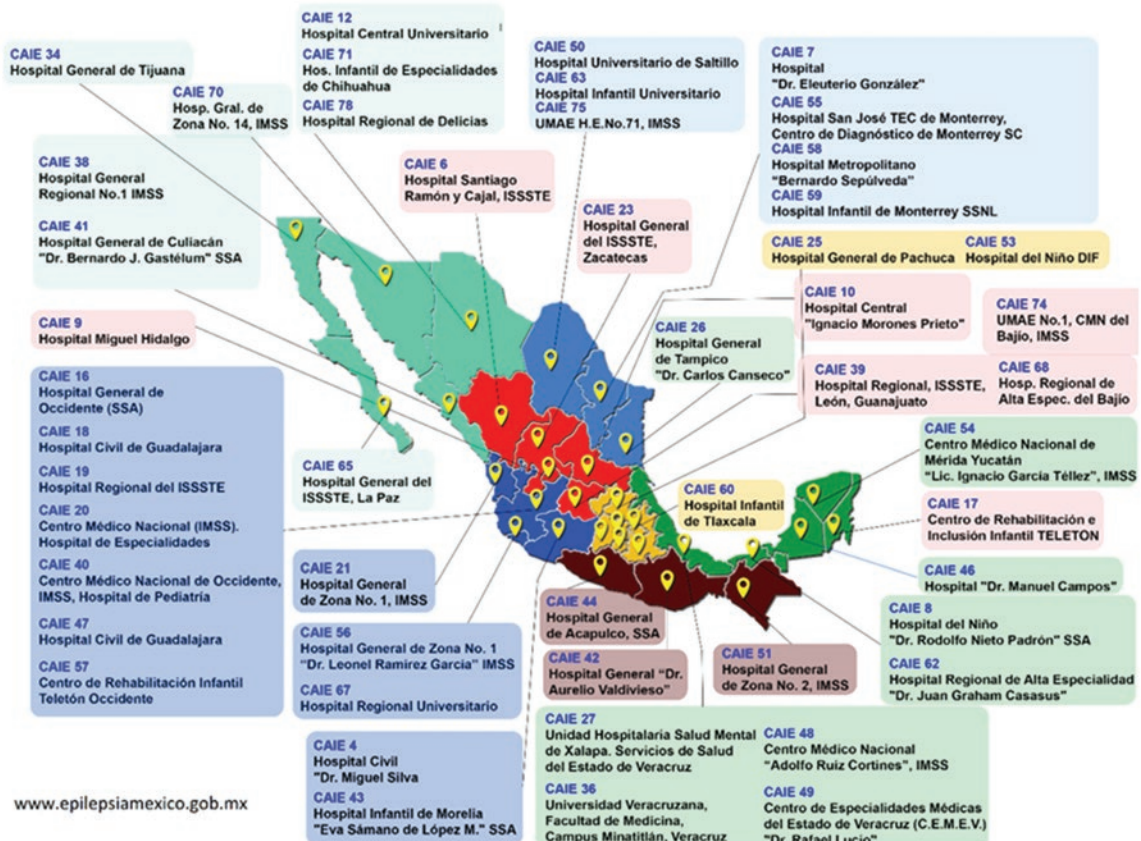 CAIE 34
Hospital General de Tijuana
CAIE 70
Hosp. Gral. de
Zona No. 14, IMSS
CAIE 12
Hospital Central Universitario
CAIE 71
Hos. Infantil de Especialidades
de Chihuahua
CAIE 78
Hospital Regional de Delicias
CAIE 50
Hospital Universitario de Saltillo
CAIE 63
Hospital Infantil Universitario
CAIE 75
UMAE H.E.No.71, IMSS
CAIE 7
Hospital
"Dr. Eleuterio González"
CAIE 55
Hospital San José TEC de Monterrey,
Centro de Diagnóstico de Monterrey SC
CAIE 58
Hospital Metropolitano
“Bernardo Sepúlveda”
CAIE 59
Hospital Infantil de Monterrey SSNL
CAIE 38
Hospital General
Regional No.1 IMSS
CAIE 41
Hospital General de Culiacán
"Dr. Bernardo J. Gastélum" SSA
CAIE 6
Hospital Santiago
Ramón y Cajal, ISSSTE
CAIE 23
Hospital General
del ISSSTE,
Zacatecas
CAIE 25
Hospital General de Pachuca
CAIE 53
Hospital del Niño DIF
CAIE 10
Hospital Central
"Ignacio Morones Prieto"
CAIE 74
UMAE No.1, CMN del
Bajío, IMSS
CAIE 9
Hospital Miguel Hidalgo
CAIE 26
Hospital General
de Tampico
"Dr. Carlos Canseco"
CAIE 39
Hospital Regional, ISSSTE,
León, Guanajuato
CAIE 68
Hosp. Regional de
Alta Espec. del Bajío
CAIE 16
Hospital General de
Occidente (SSA)
CAIE 18
Hospital Civil de Guadalajara
CAIE 19
Hospital Regional del ISSSTE
CAIE 20
Centro Médico Nacional (IMSS).
Hospital de Especialidades
CAIE 40
Centro Médico Nacional de Occidente,
IMSS, Hospital de Pediatría
CAIE 47
Hospital Civil de Guadalajara
CAIE 57
Centro de Rehabilitación Infantil
Teletón Occidente
CAIE 65
Hospital General del
ISSSTE, La Paz
CAIE 54
Centro Médico Nacional de
Mérida Yucatán
“Lic. Ignacio García Téllez”, IMSS
CAIE 60
Hospital Infantil
de Tlaxcala
CAIE 17
Centro de Rehabilitación e
Inclusión Infantil TELETON
CAIE 46
Hospital "Dr. Manuel Campos"
CAIE 21
Hospital General
de Zona No. 1, IMSS
CAIE 44
Hospital General
de Acapulco, SSA
CAIE 8
Hospital del Niño
"Dr. Rodolfo Nieto Padrón" SSA
CAIE 62
Hospital Regional de Alta Especialidad
"Dr. Juan Graham Casasus"
CAIE 56
Hospital General de Zona No. 1
“Dr. Leonel Ramírez García” IMSS
CAIE 67
Hospital Regional Universitario
CAIE 42
Hospital General “Dr.
Aurelio Valdivieso”
CAIE 51
Hospital General
de Zona No. 2, IMSS
CAIE 4
Hospital Civil
"Dr. Miguel Silva
CAIE 43
Hospital Infantil de Morelia
"Eva Sámano de López M." SSA
CAIE 27
Unidad Hospitalaria Salud Mental
de Xalapa. Servicios de Salud
del Estado de Veracruz
CAIE 36
Universidad Veracruzana,
Facultad de Medicina,
Campus Minatitlán, Veracruz
CAIE 48
Centro Médico Nacional
“Adolfo Ruiz Cortines”, IMSS
CAIE 49
Centro de Especialidades Médicas
del Estado de Veracruz (C.E.M.E.V.)
"Dr. Rafael Lucio"
www.epilepsiamexico.gob.mx